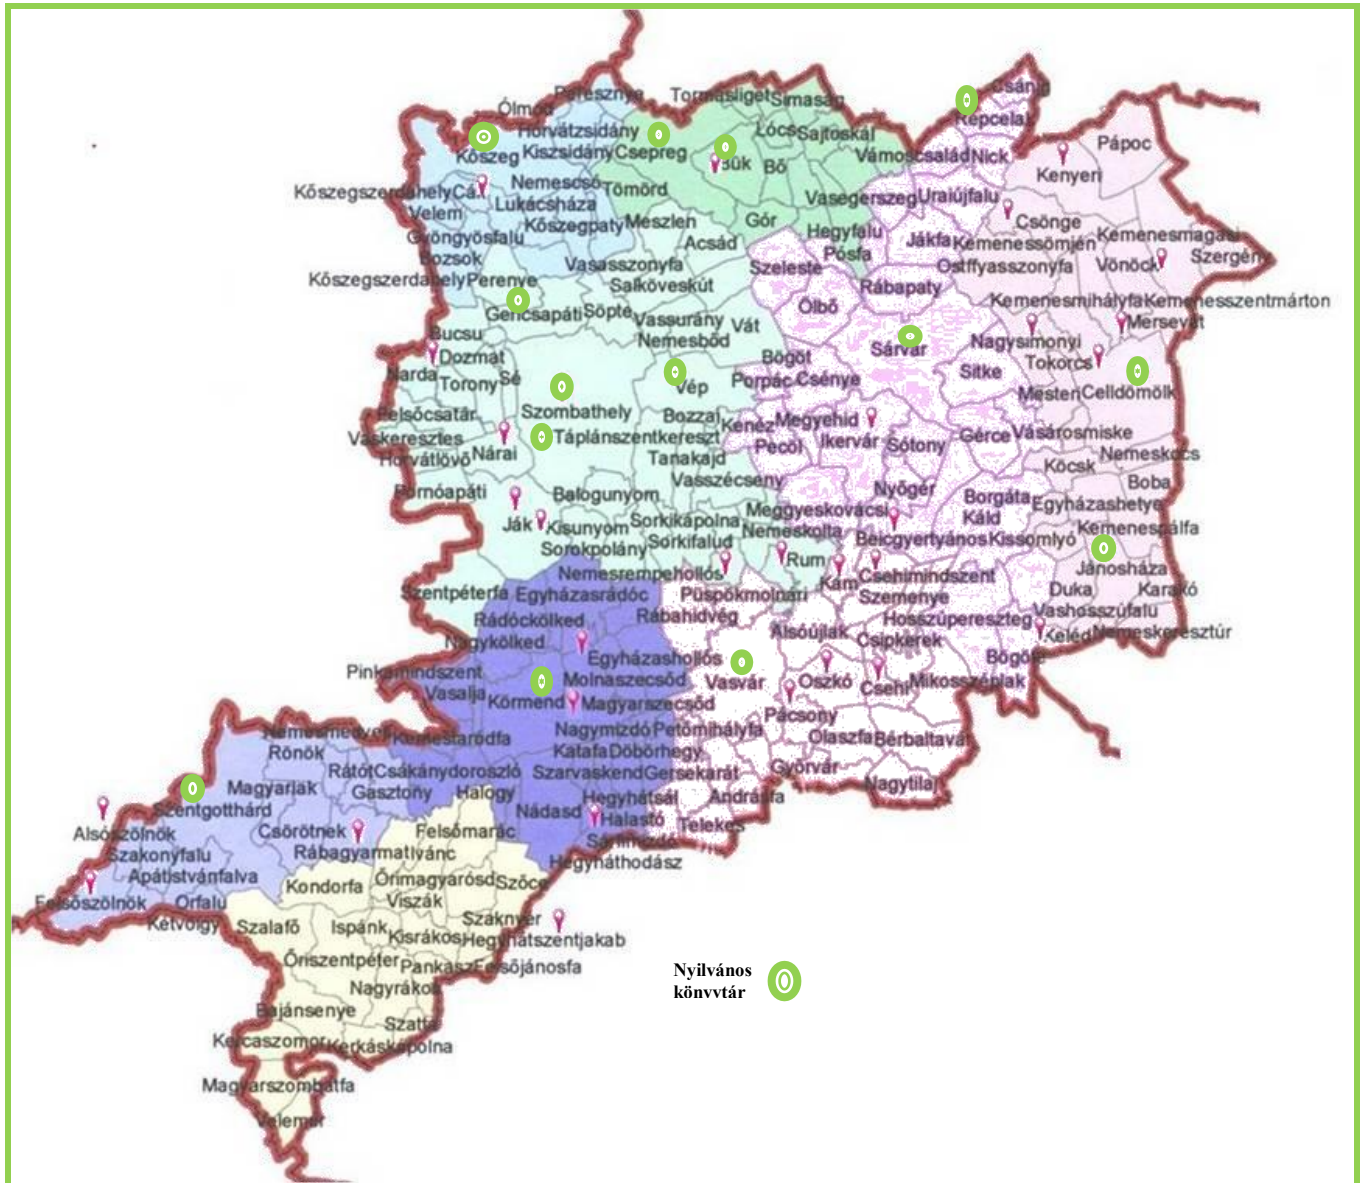 Peresznye
Ólmod
Tormásliget
Simaság
Csánig
Répcelak
Horvátzsidány
Lócs
Sajtoskál
Pápoc
Kőszeg
Kiszsidány
Csepreg
Bük
Bő
Vámoscsalád
Nick
Kenyeri
Kőszegszerdahely
Nemescsó
Tömörd
Lukácsháza
Vasegerszeg
Uraiújfalu
Velem
Kőszegpaty
Meszlen
Gór
Csönge
Gyöngyösfalu
Acsád
Hegyfalu
Jákfa
Kemenessömjén
Kemenesmagasi
Bozsok
Vasasszonyfa
Pósfa
Szeleste
Ostffyasszonyfa
Vönöck
Szergény
Kőszegszerdahely
Perenye
Salköveskút
Rábapaty
Gencsapáti
Söpte
Vassurány
Vát
Ölbő
Kemenesmihályfa
Kemenesszentmárton
Bucsu
Nemesbőd
Mersevát
Dozmat
Bögöt
Sárvár
Nagysimonyi
Tokorcs
Narda
Torony
Sé
Vép
Porpác
Csénye
Sitke
Mesteri
Celldömölk
Felsőcsatár
Szombathely
Bozzai
Kenéz
Megyehid
Vaskeresztes
Táplánszentkereszt
Pecöl
Ikervár
Sótony
Gérce
Vásárosmiske
Horvátlövő
Nárai
Tanakajd
Nemeskocs
Köcsk
Pornóapáti
Balogunyom
Vasszécseny
Nyőgér
Borgáta
Egyházashetye
Boba
Ják
Kisunyom
Sorkikápolna
Meggyeskovácsi
Káld
Kemenespálfa
Sorokpolány
Sorkifalud
Nemeskolta
Beicgyertyános
Kissomlyó
Nemesrempehollós
Rum
Kám
Csehimindszent
Jánosháza
Szentpéterfa
Egyházasrádóc
Püspökmolnári
Szemenye
Duka
Karakó
Rábahidvég
Vashosszúfalu
Rádóckölked
Alsóújlak
Hosszúpereszteg
Keléd
Nemeskeresztúr
Nagykölked
Csipkerek
Egyházashollós
Bögöte
Pinkamindszent
Molnaszecsőd
Vasvár
Oszkó
Csehi
Mikosszéplak
Vasalja
Körmend
Magyarszecsőd
Pácsony
Nemesmedves
Kemestaródfa
Nagymizdó
Petőmihályfa
Olaszfa
Bérbaltavár
Rönök
Katafa
Döbörhegy
Rátót
Csákánydoroszló
Szarvaskend
Gersekarát
Győrvár
Magyarlak
Gasztony
Halogy
Hegyhátsál
Andrásfa
Nagytilaj
Szentgotthárd
Nádasd
Halastó
Telekes
Alsószölnök
Csörötnek
Felsőmarác
Szakonyfalu
Rábagyarmat
Ivánc
Hegyháthodász
Apátistvánfalva
Kondorfa
Őrimagyarósd
Szőce
Felsőszölnök
Orfalu
Viszák
Kétvölgy
Szalafő
Ispánk
Szaknyér
Kisrákos
Hegyhátszentjakab
Őriszentpéter
Pankasz
Felsőjánosfa
Nagyrákos
Bajánsenye
Szatta
Kercaszomor
Kerkáskápolna
Magyarszombatfa
Velemér
Nyilvános
könyvtár